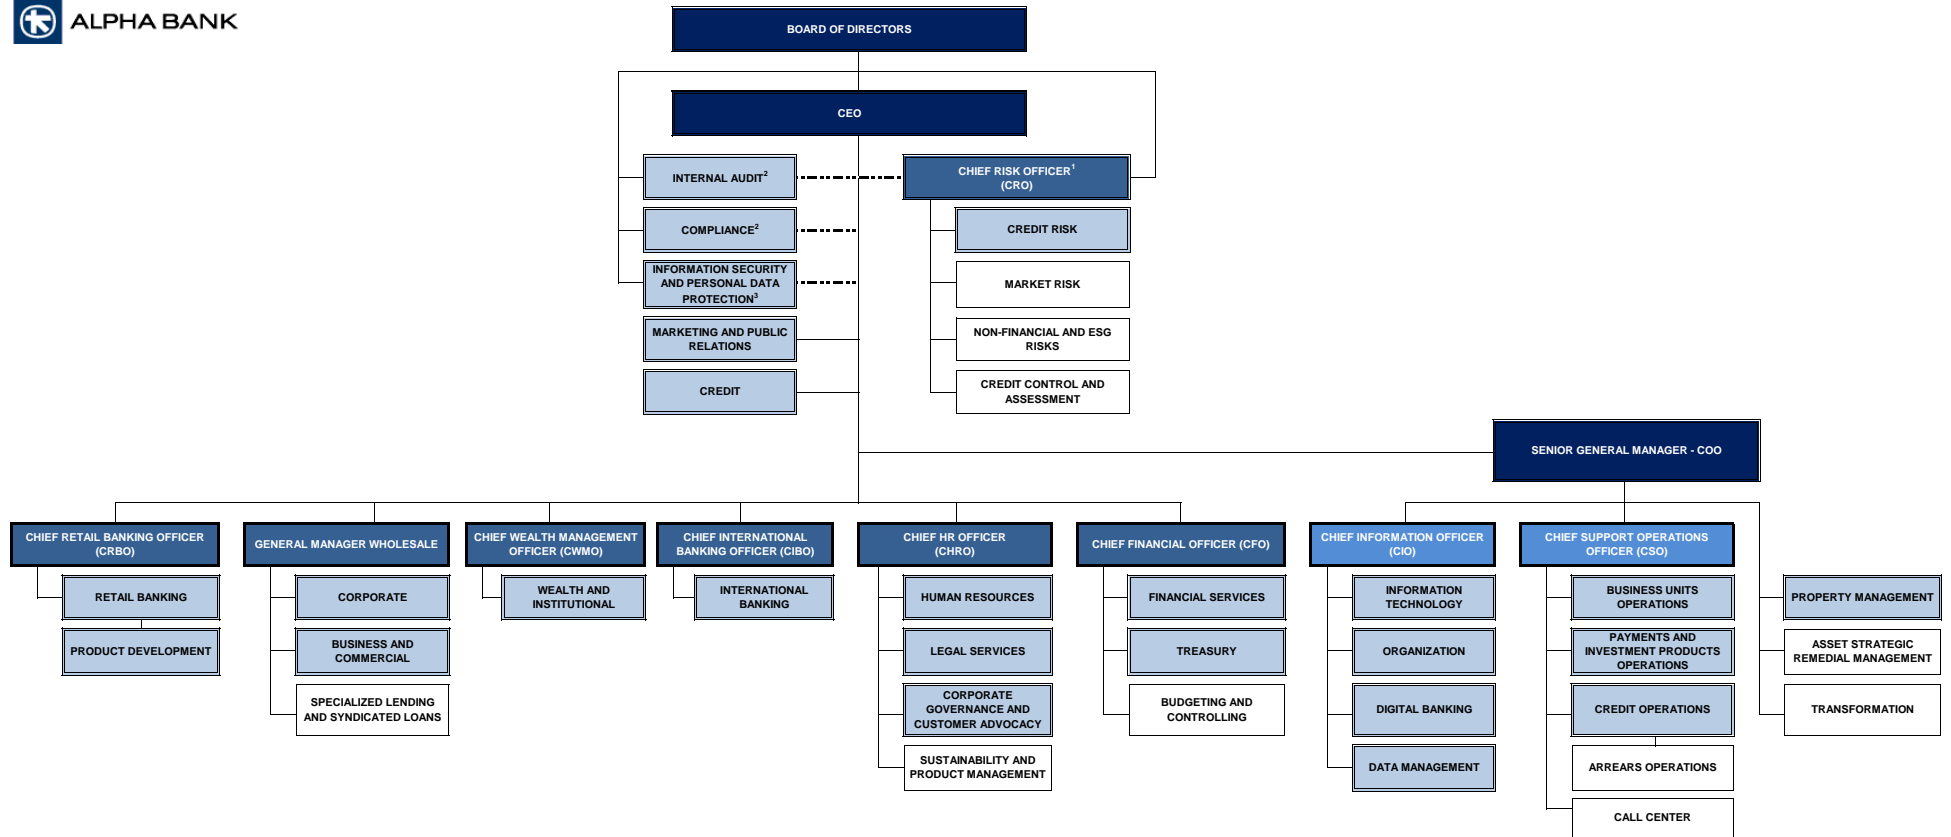 ALPHA BANK
BOARD OF DIRECTORS
CEO
INTERNAL AUDIT²
CHIEF RISK OFFICER¹
(CRO)
COMPLIANCE²
CREDIT RISK
INFORMATION SECURITY
AND PERSONAL DATA
PROTECTION³
MARKET RISK
MARKETING AND PUBLIC
RELATIONS
NON-FINANCIAL AND ESG
RISKS
CREDIT
CREDIT CONTROL AND
ASSESSMENT
SENIOR GENERAL MANAGER - COO
CHIEF RETAIL BANKING OFFICER
(CRBO)
RETAIL BANKING
PRODUCT DEVELOPMENT
GENERAL MANAGER WHOLESALE
CORPORATE
BUSINESS AND
COMMERCIAL
SPECIALIZED LENDING
AND SYNDICATED LOANS
CHIEF WEALTH MANAGEMENT
OFFICER (CWMO)
WEALTH AND
INSTITUTIONAL
CHIEF INTERNATIONAL
BANKING OFFICER (CIBO)
INTERNATIONAL
BANKING
CHIEF HR OFFICER
(CHRO)
HUMAN RESOURCES
LEGAL SERVICES
CORPORATE
GOVERNANCE AND
CUSTOMER ADVOCACY
SUSTAINABILITY AND
PRODUCT MANAGEMENT
CHIEF FINANCIAL OFFICER (CFO)
FINANCIAL SERVICES
TREASURY
BUDGETING AND
CONTROLLING
CHIEF INFORMATION OFFICER
(CIO)
INFORMATION
TECHNOLOGY
ORGANIZATION
DIGITAL BANKING
DATA MANAGEMENT
CHIEF SUPPORT OPERATIONS
OFFICER (CSO)
BUSINESS UNITS
OPERATIONS
PAYMENTS AND
INVESTMENT PRODUCTS
OPERATIONS
CREDIT OPERATIONS
ARREARS OPERATIONS
CALL CENTER
PROPERTY MANAGEMENT
ASSET STRATEGIC
REMEDIAL MANAGEMENT
TRANSFORMATION